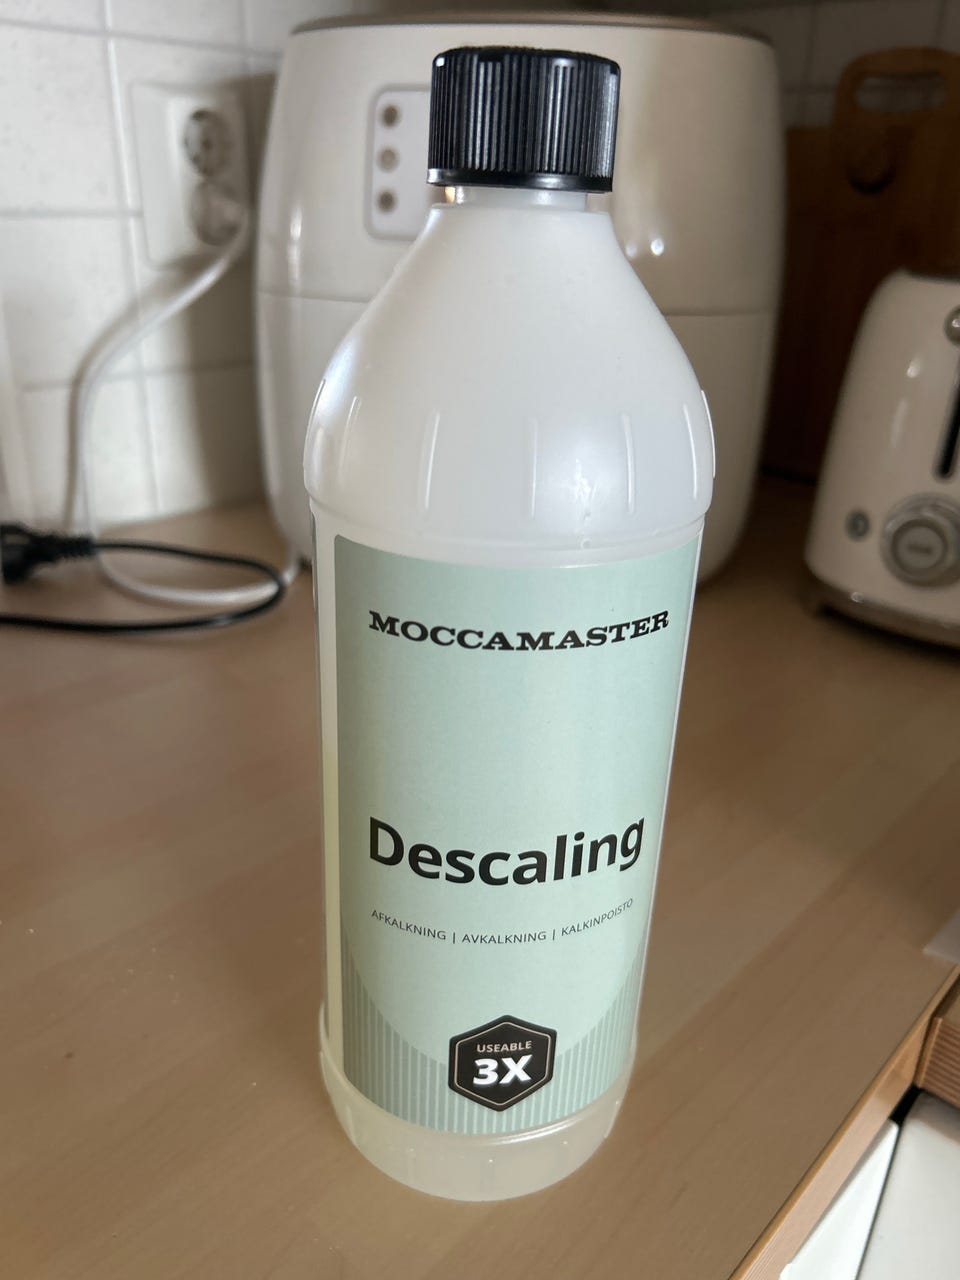 MOCCAMASTER
Descaling
AFKALKNING | AVKALKNING | KALKINPOISTO
USEABLE
3X